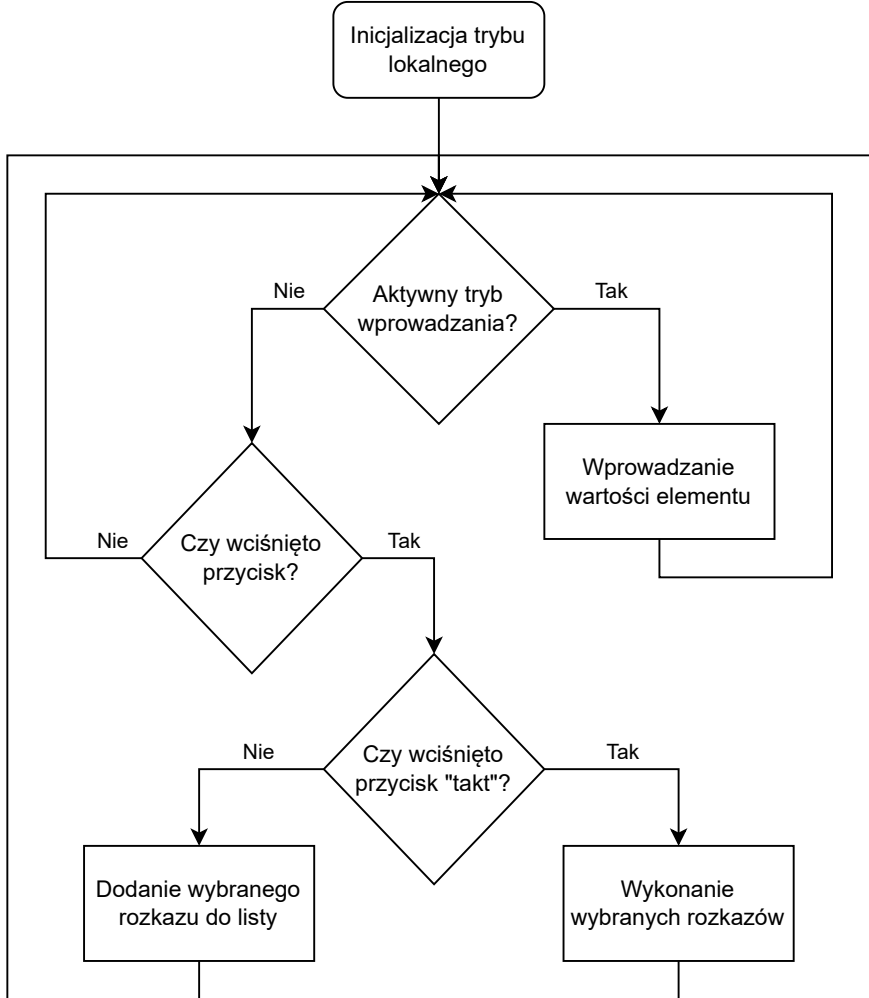 Inicjalizacja trybu
lokalnego
Nie
Aktywny tryb
wprowadzania?
Tak
Wprowadzanie
wartości elementu
Nie
Czy wciśnięto
przycisk?
Tak
Nie
Czy wciśnięto
przycisk "takt"?
Tak
Dodanie wybranego
rozkazu do listy
Wykonanie
wybranych rozkazów